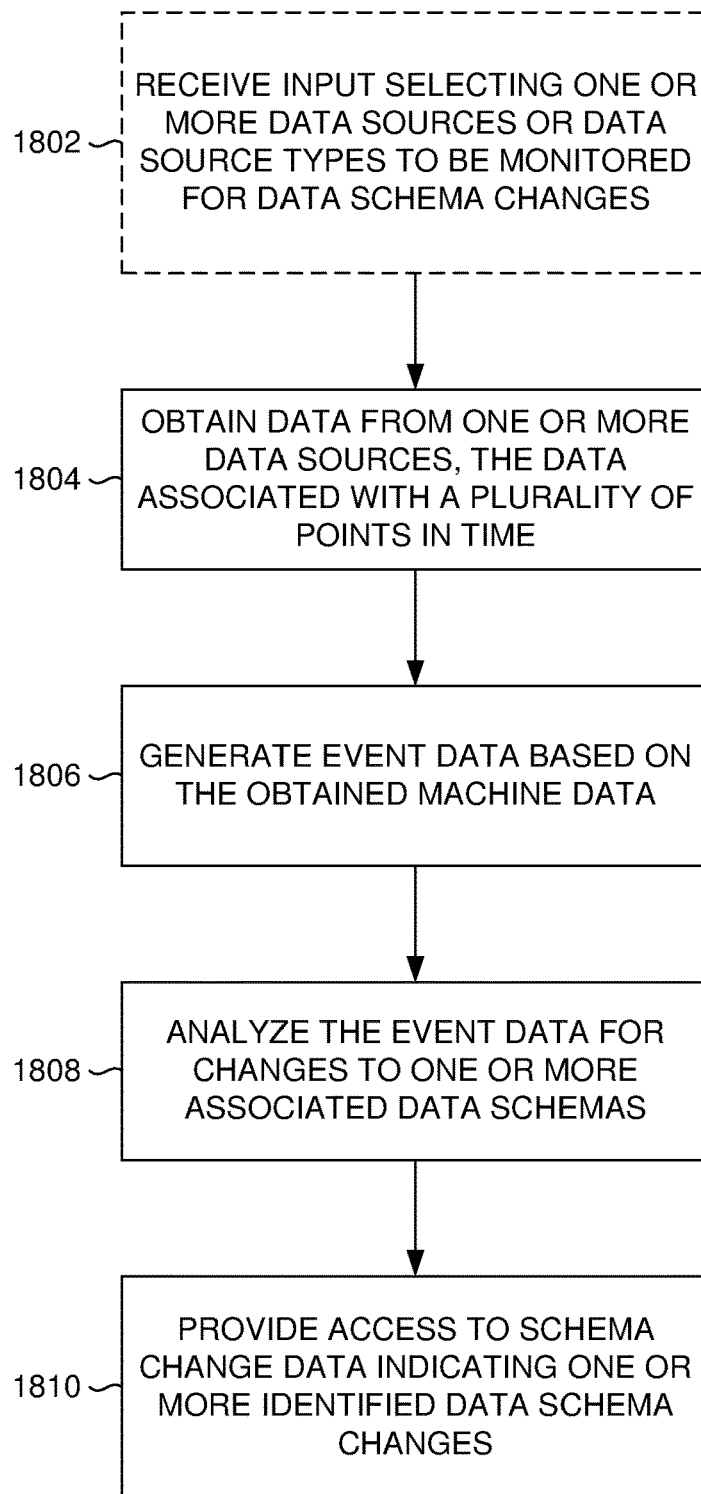 RECEIVE INPUT SELECTING ONE OR
MORE DATA SOURCES OR DATA
1802
SOURCE TYPES TO BE MONITORED
FOR DATA SCHEMA CHANGES
OBTAIN DATA FROM ONE OR MORE
DATA SOURCES, THE DATA
1804
ASSOCIATED WITH A PLURALITY OF
POINTS IN TIME
1806
GENERATE EVENT DATA BASED ON
THE OBTAINED MACHINE DATA
ANALYZE THE EVENT DATA FOR
1808
CHANGES TO ONE OR MORE
ASSOCIATED DATA SCHEMAS
PROVIDE ACCESS TO SCHEMA
CHANGE DATA INDICATING ONE OR
1810
MORE IDENTIFIED DATA SCHEMA
CHANGES